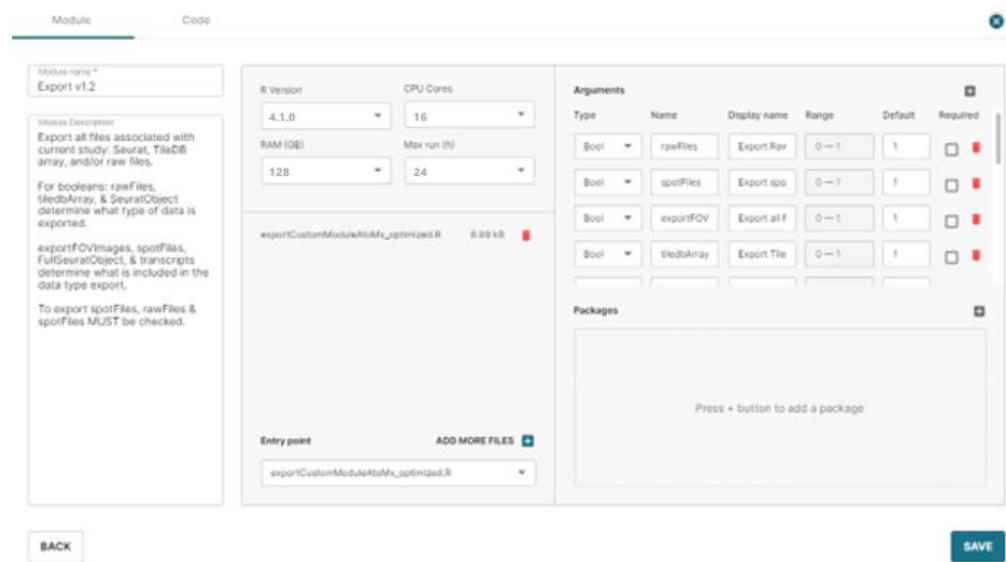 Module Code
Module name *
Export v1.2
Module Description
Export all files associated with
current study: Seurat, TileDB
array, and/or raw files.
For booleans: rawFiles,
tiledbArray, & SeuratObject
determine what type of data is
exported.
exportFOVImages, spotFiles,
FullSeuratObject, & transcripts
determine what is included in the
data type export.
To export spotFiles, rawFiles &
spotFiles MUST be checked.
R Version CPU Cores
4.1.0 16
RAM (GB) Max run (h)
128 24
exportCustomModuleAtoMx_optimized.R 6.99 kB
Entry point ADD MORE FILES
exportCustomModuleAtoMx_optimized.R
Arguments
Type Name Display name Range Default Required
Bool rawFiles Export Rav 0 — 1 1
Bool spotFiles Export spo 0 — 1 1
Bool exportFOV Export all F 0 — 1 1
Bool tiledbArray Export Tile 0 — 1 1
Packages
Press + button to add a package
BACK SAVE